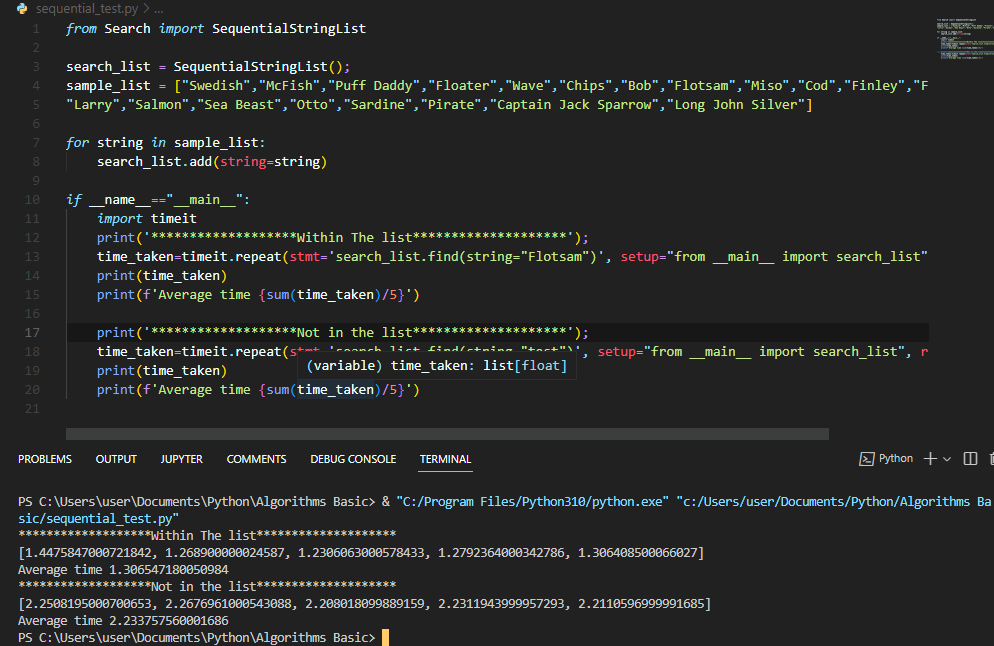 sequential_test.py > ...
1 from Search import SequentialStringList
2
3 search_list = SequentialStringList();
4 sample_list = ["Swedish","McFish","Puff Daddy","Floater","Wave","Chips","Bob","Flotsam","Miso","Cod","Finley","F
5 "Larry","Salmon","Sea Beast","Otto","Sardine","Pirate","Captain Jack Sparrow","Long John Silver"]
6
7 for string in sample_list:
8 search_list.add(string=string)
9
10 if __name__=="__main__":
11 import timeit
12 print('*******************Within The list********************');
13 time_taken=timeit.repeat(stmt='search_list.find(string="Flotsam")', setup="from __main__ import search_list"
14 print(time_taken)
15 print(f'Average time {sum(time_taken)/5}')
16
17 print('*******************Not in the list********************');
18 time_taken=timeit.repeat(stmt='search_list.find(string="test")', setup="from __main__ import search_list", r
19 print(time_taken)
(variable) time_taken: list[float]
20 print(f'Average time {sum(time_taken)/5}')
21
PROBLEMS OUTPUT JUPYTER COMMENTS DEBUG CONSOLE TERMINAL Python
PS C:\Users\user\Documents\Python\Algorithms Basic> & "C:/Program Files/Python310/python.exe" "c:/Users/user/Documents/Python/Algorithms Ba
sic/sequential_test.py"
*******************Within The list********************
[1.4475847000721842, 1.268900000024587, 1.2306063000578433, 1.2792364000342786, 1.306408500066027]
Average time 1.306547180050984
*******************Not in the list********************
[2.2508195000700653, 2.2676961000543088, 2.208018099889159, 2.2311943999957293, 2.2110596999991685]
Average time 2.233757560001686
PS C:\Users\user\Documents\Python\Algorithms Basic>